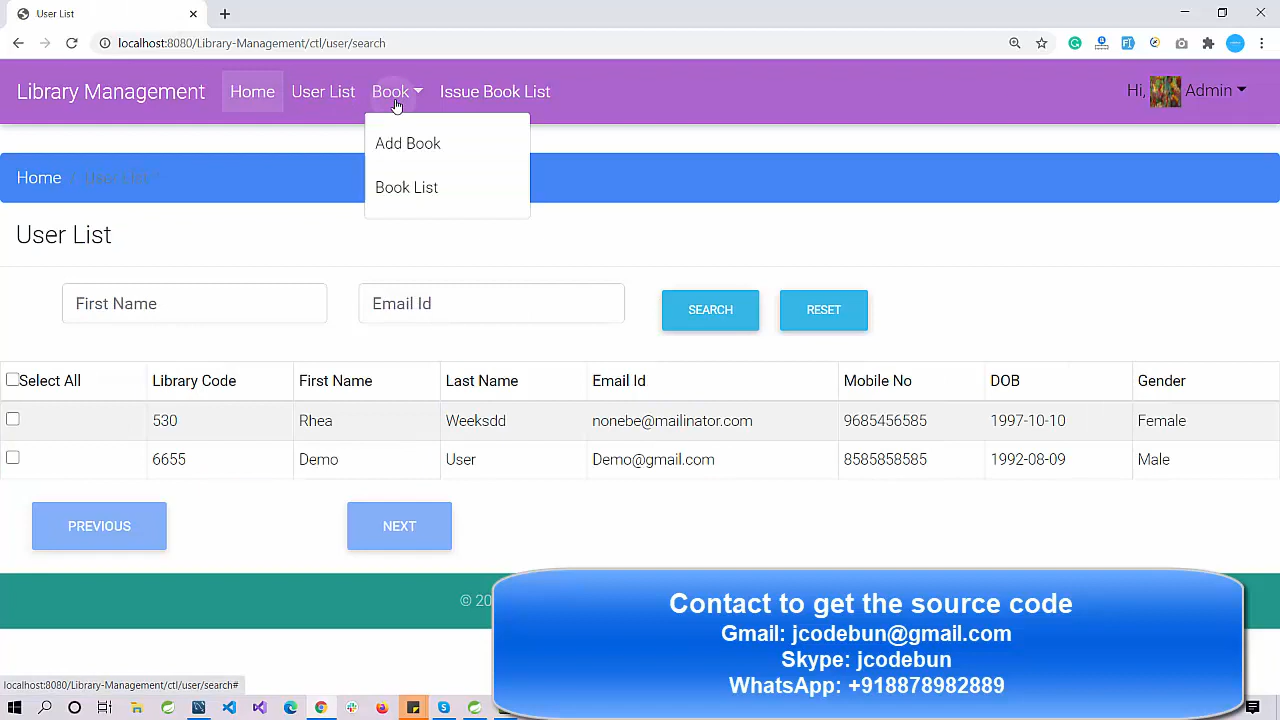 User List
localhost:8080/Library-Management/ctl/user/search
Library Management Home User List Book Issue Book List Hi, Admin
Add Book
Book List
Home /
User List
First Name Email Id SEARCH RESET
Select All Library Code First Name Last Name Email Id Mobile No DOB Gender
530 Rhea Weeksdd nonebe@mailinator.com 9685456585 1997-10-10 Female
6655 Demo User Demo@gmail.com 8585858585 1992-08-09 Male
PREVIOUS NEXT
© 20
Contact to get the source code
Gmail: jcodebun@gmail.com
Skype: jcodebun
WhatsApp: +918878982889
localhost:8080/Library-Management/ctl/user/search#